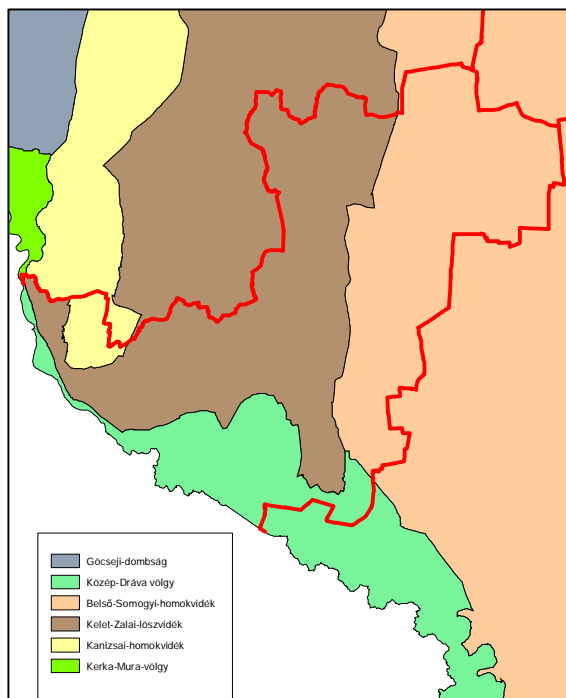 Göcseji-dombság
Közép-Dráva völgy
Belső-Somogyi-homokvidék
Kelet-Zalai-löszvidék
Kanizsai-homokvidék
Kerka-Mura-völgy